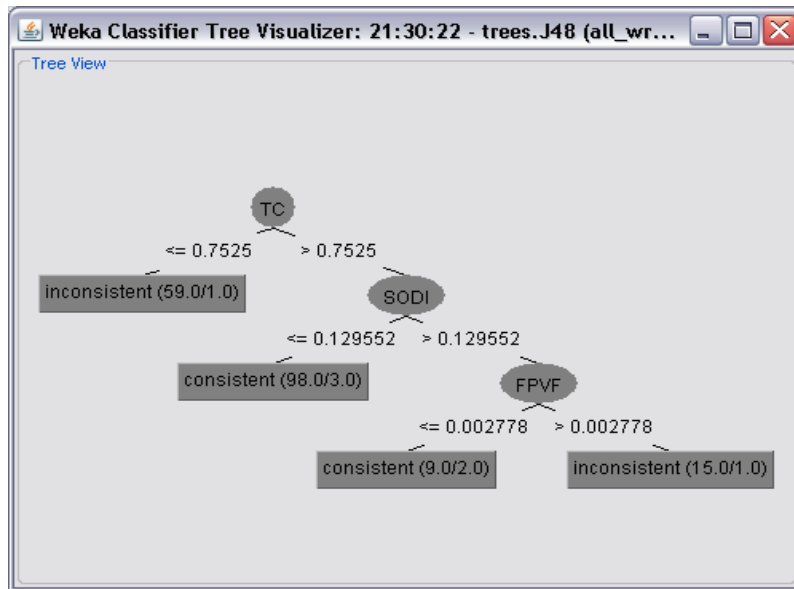 Weka Classifier Tree Visualizer: 21:30:22 - trees.J48 (all_wr...
Tree View
TC
<= 0.7525 > 0.7525
inconsistent (59.0/1.0)
SODI
<= 0.129552 > 0.129552
consistent (98.0/3.0)
FPVF
<= 0.002778 > 0.002778
consistent (9.0/2.0) inconsistent (15.0/1.0)